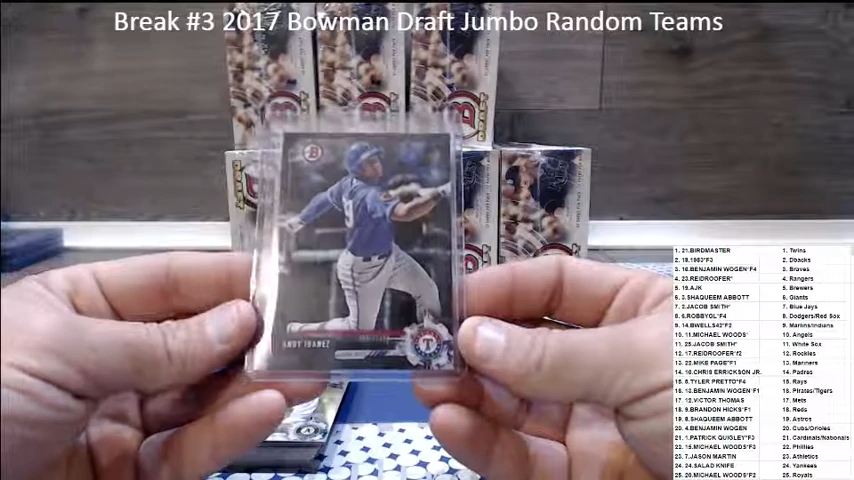 Break #3 2017 Bowman Draft Jumbo Random Teams
ANDY IBANEZ
1. 21.BIRDMASTER 1. Twins
2. 18.1983*F3 2. Dbacks
3. 16.BENJAMIN WOGEN*F4 3. Braves
4. 23.REIDROOFER* 4. Rangers
5. 19.AJK 5. Brewers
6. 3.SHAQUEEM ABBOTT 6. Giants
7. 2.JACOB SMITH* 7. Blue Jays
8. 6.ROBBYOL*F4 8. Dodgers/Red Sox
9. 14.BWELLS42*F2 9. Marlins/Indians
10. 11.MICHAEL WOODS* 10. Angels
11. 25.JACOB SMITH* 11. White Sox
12. 17.REIDROOFER*f2 12. Rockies
13. 22.MIKE PAGE*F1 13. Mariners
14. 10.CHRIS ERRICKSON JR. 14. Padres
15. 5.TYLER PRETTO*F4 15. Rays
16. 13.BENJAMIN WOGEN*F1 16. Pirates/Tigers
17. 12.VICTOR THOMAS 17. Mets
18. 9.BRANDON HICKS*F1 18. Reds
19. 8.SHAQUEEM ABBOTT 19. Astros
20. 4.BENJAMIN WOGEN 20. Cubs/Orioles
21. 1.PATRICK QUIGLEY*F3 21. Cardinals/Nationals
22. 15.MICHAEL WOODS*F3 22. Phillies
23. 7.JASON MARTIN 23. Athletics
24. 24.SALAD KNIFE 24. Yankees
25. 20.MICHAEL WOODS*F2 25. Royals